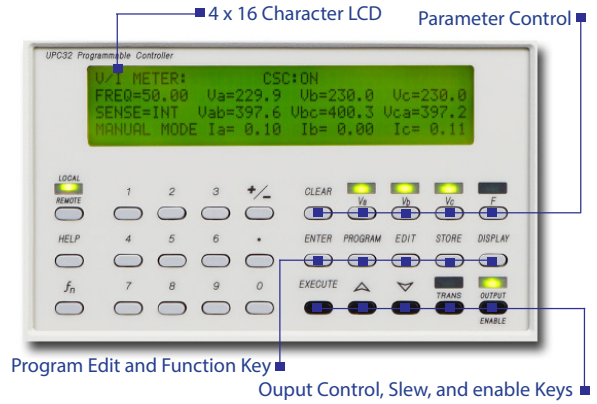 4 x 16 Character LCD
Parameter Control
UPC32 Programmable Controller
V/I METER: CSC:ON
FREQ=50.00 Va=229.9 Vb=230.0 Vc=230.0
SENSE=INT Vab=397.6 Vbc=400.3 Vca=397.2
MANUAL MODE Ia= 0.10 Ib= 0.00 Ic= 0.11
LOCAL
REMOTE
1 2 3 +/- CLEAR Va Vb Vc F
HELP 4 5 6 . ENTER PROGRAM EDIT STORE DISPLAY
fn 7 8 9 0 EXECUTE TRANS OUTPUT
ENABLE
Program Edit and Function Key
Ouput Control, Slew, and enable Keys